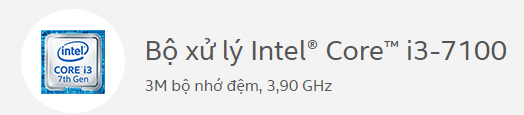 intel®
CORE i3
7th Gen
Bộ xử lý Intel® Core™ i3-7100
3M bộ nhớ đệm, 3,90 GHz